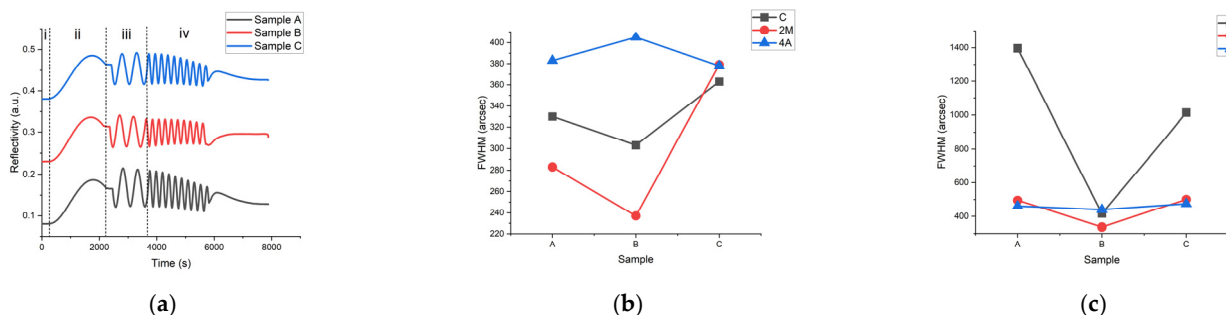 Sample A
Sample B
Sample C
i ii iii iv
0.5
0.4
0.3
0.2
0.1
Reflectivity (a.u.)
0 2000 4000 6000 8000
Time (s)
(a)
C
2M
4A
400
380
360
340
320
300
280
260
240
220
FWHM (arcsec)
A B C
Sample
(b)
1400
1200
1000
800
600
400
FWHM (arcsec)
A B C
Sample
(c)